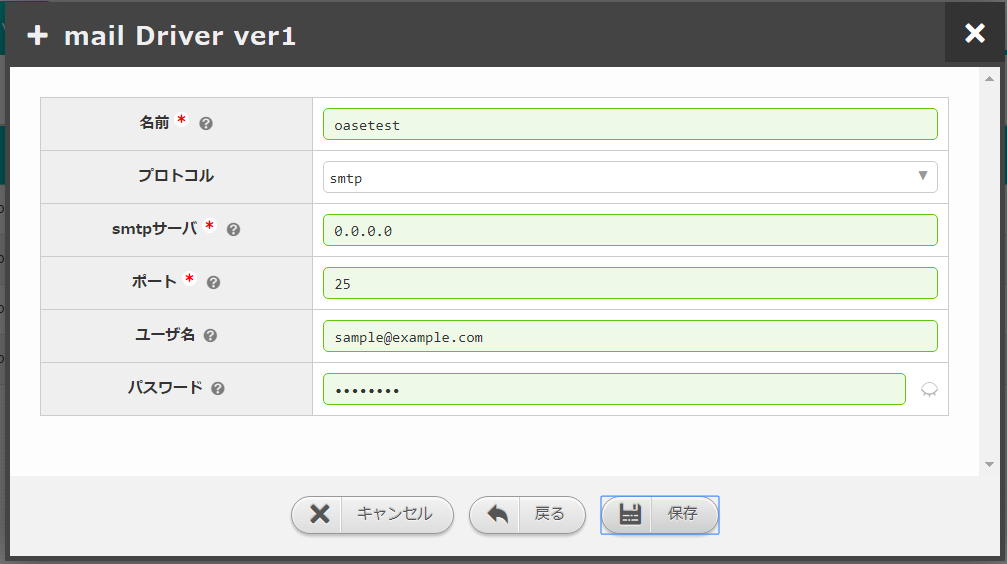 mail Driver ver1
名前 *
oasetest
プロトコル
smtp
smtpサーバ *
0.0.0.0
ポート *
25
ユーザ名
sample@example.com
パスワード
••••••••
キャンセル
戻る
保存